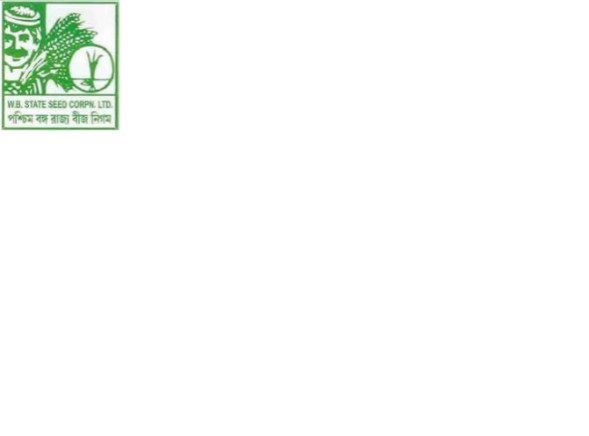 W.B. STATE SEED CORPN. LTD.
পশ্চিম বঙ্গ রাজ্য বীজ নিগম